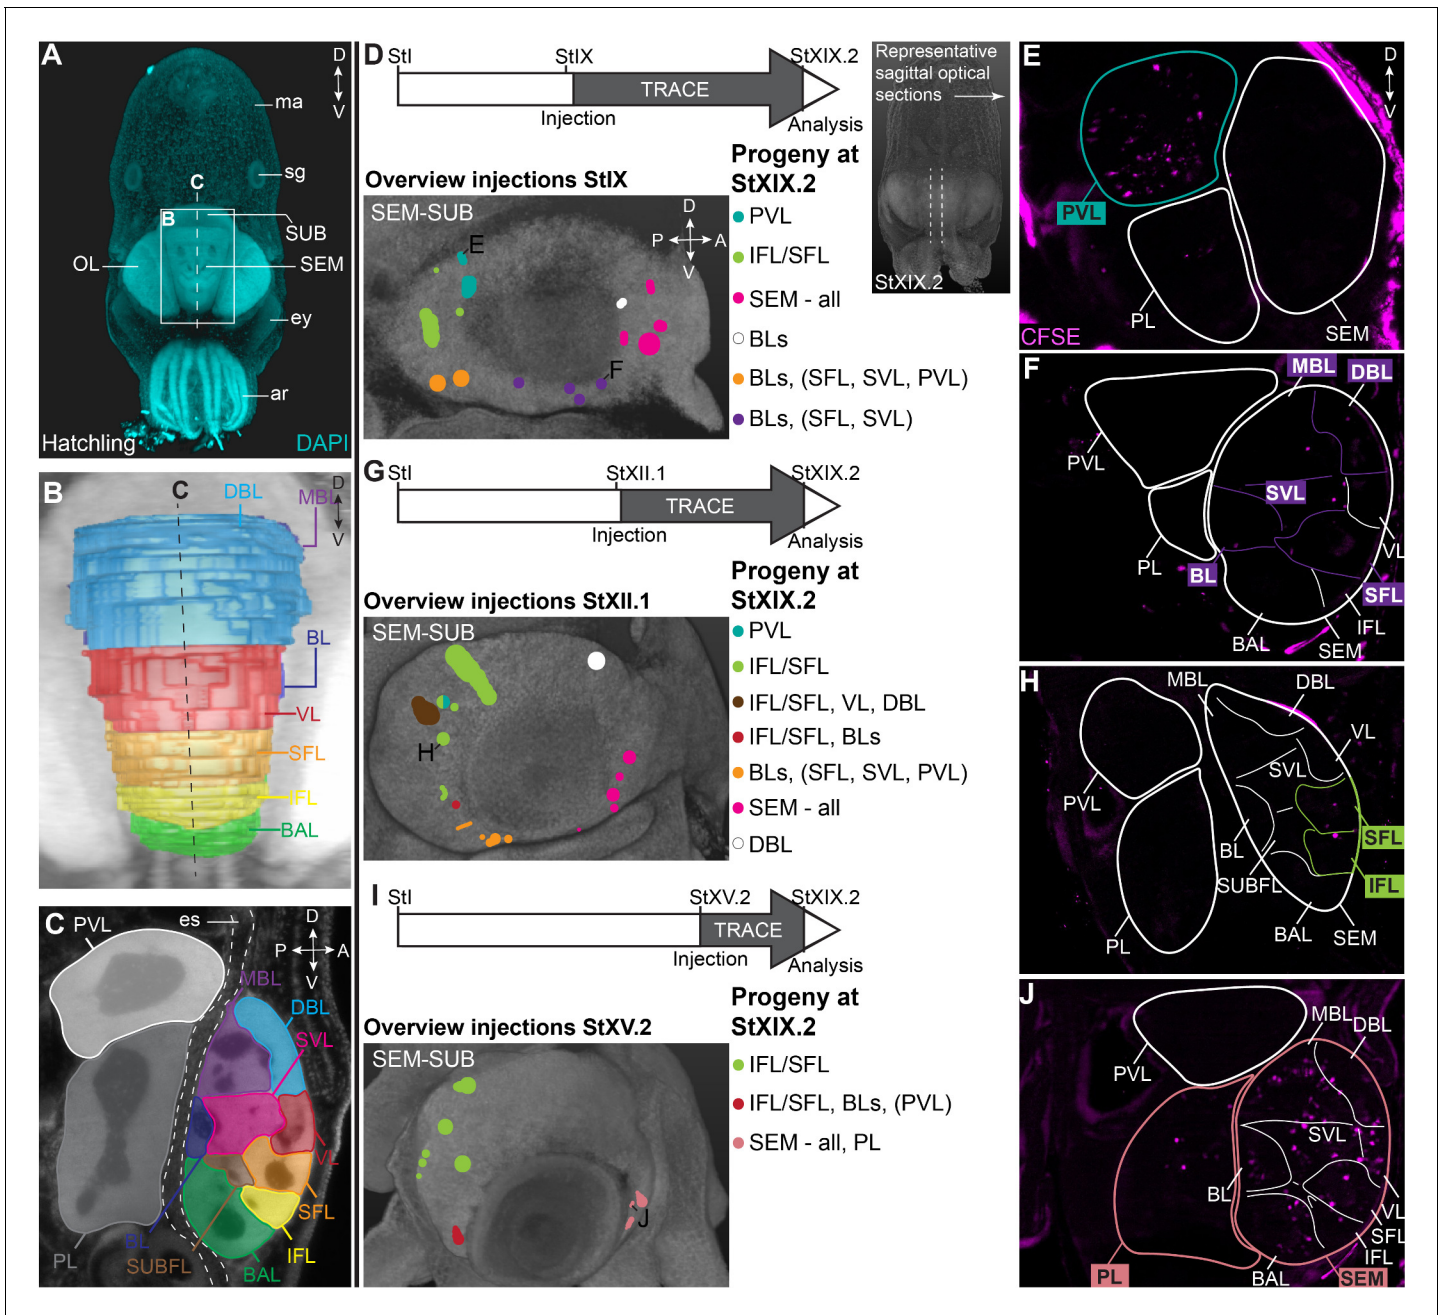 A
D
V
ma
sg
C
B
SUB
OL
SEM
ey
ar
Hatchling
DAPI
B
C
DBL
MBL
D
V
BL
VL
SFL
IFL
BAL
C
PVL
es
D
P
A
V
MBL
DBL
SVL
VL
SFL
IFL
PL
BL
SUBFL
BAL
D
StI
StIX
StXIX.2
TRACE
Injection
Analysis
Overview injections StIX
SEM-SUB
D
P
A
V
E
F
Progeny at
StXIX.2
PVL
IFL/SFL
SEM - all
BLs
BLs, (SFL, SVL, PVL)
BLs, (SFL, SVL)
Representative
sagittal optical
sections
StXIX.2
G
StI
StXII.1
StXIX.2
TRACE
Injection
Analysis
Overview injections StXII.1
SEM-SUB
H
Progeny at
StXIX.2
PVL
IFL/SFL
IFL/SFL, VL, DBL
IFL/SFL, BLs
BLs, (SFL, SVL, PVL)
SEM - all
DBL
I
StI
StXV.2
StXIX.2
TRACE
Injection
Analysis
Overview injections StXV.2
SEM-SUB
J
Progeny at
StXIX.2
IFL/SFL
IFL/SFL, BLs, (PVL)
SEM - all, PL
E
D
V
PVL
PL
SEM
CFSE
F
MBL
DBL
PVL
SVL
VL
PL
BL
SFL
IFL
BAL
SEM
H
MBL
DBL
VL
SVL
PVL
SFL
BL
SUBFL
IFL
PL
BAL
SEM
J
MBL
DBL
PVL
SVL
BL
VL
SFL
IFL
PL
BAL
SEM